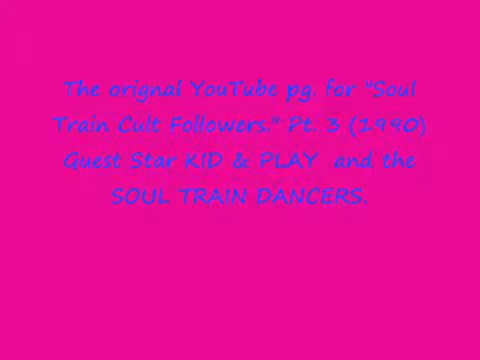 The orignal YouTube pg. for "Soul
Train Cult Followers." Pt. 3 (1990)
Guest Star KID & PLAY and the
SOUL TRAIN DANCERS.